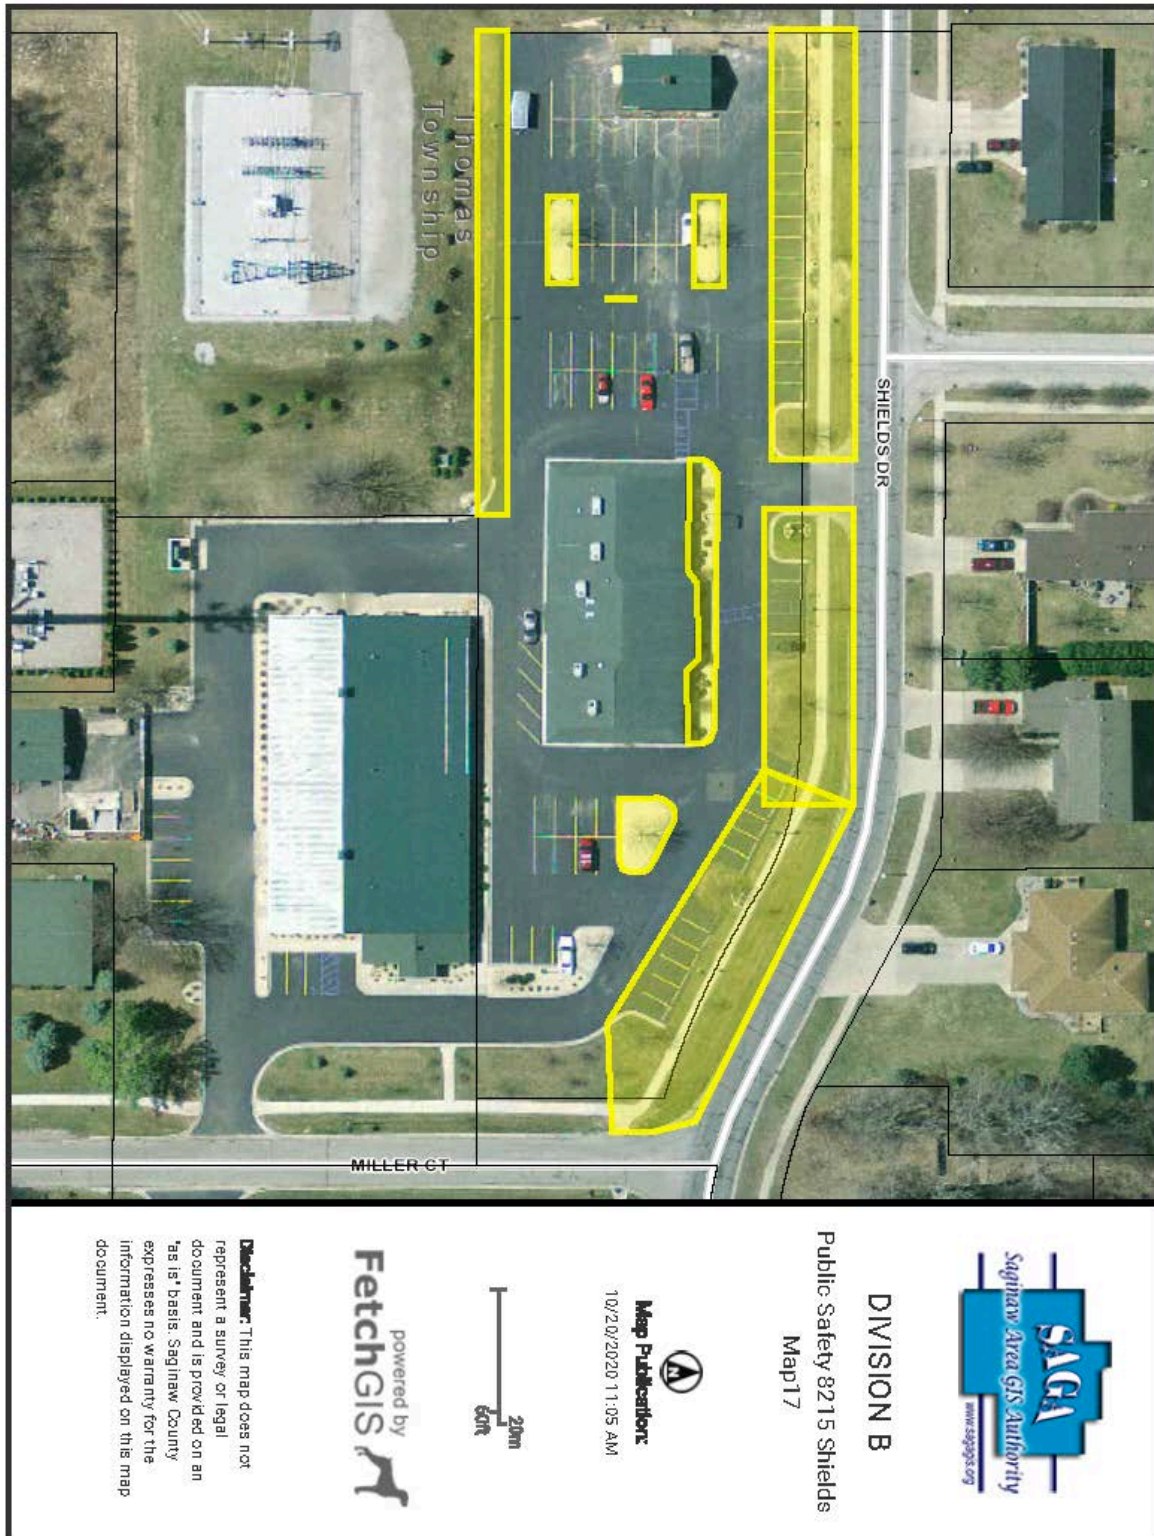 Thomas
Township
SHIELDS DR
MILLER CT
SAGA
Saginaw Area GIS Authority
www.sagagis.org
DIVISION B
Public Safety 8215 Shields
Map17
N
Map Publication:
10/20/2020 11:05 AM
20m
60ft
powered by
FetchGIS
Disclaimer: This map does not
represent a survey or legal
document and is provided on an
"as is" basis. Saginaw County
expresses no warranty for the
information displayed on this map
document.